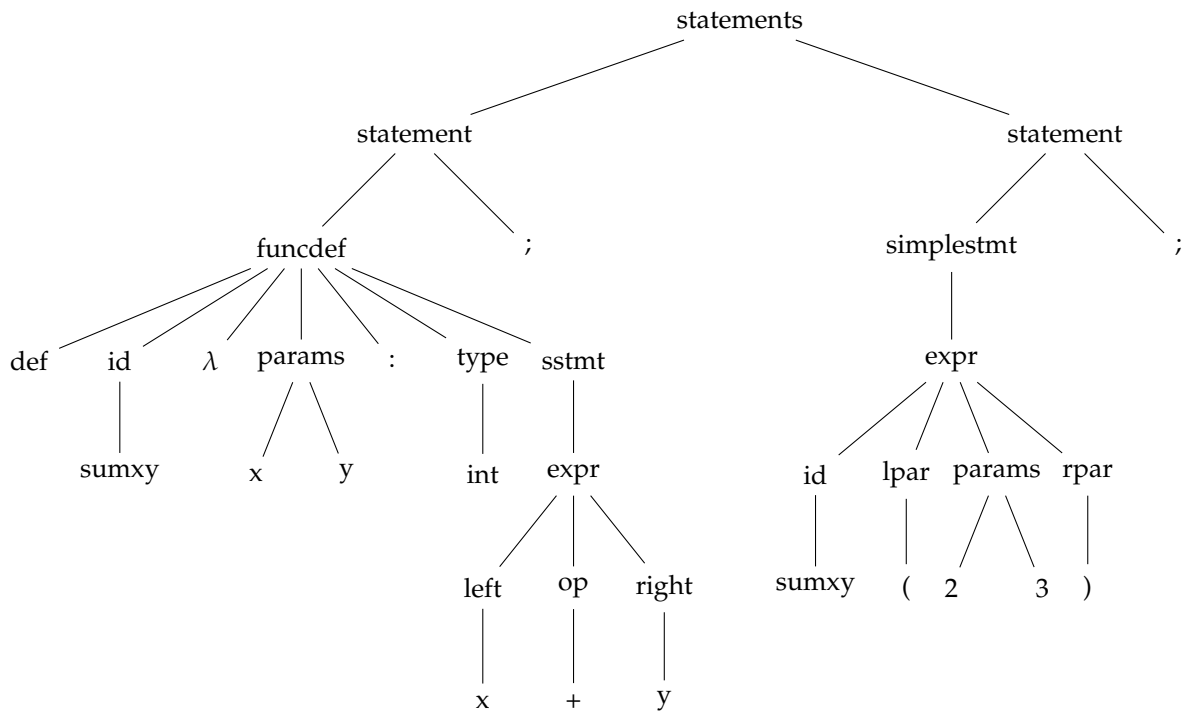 statements
statement statement
funcdef ; simplestmt ;
def id λ params : type sstmt expr
sumxy x y int expr id lpar params rpar
left op right sumxy ( 2 3 )
x + y